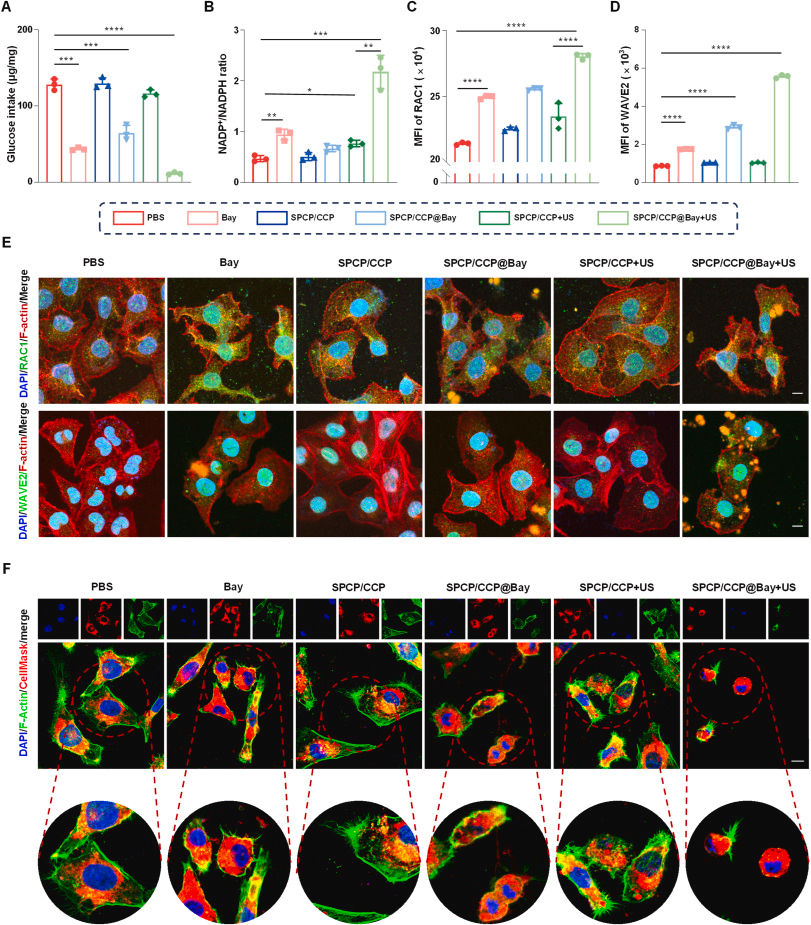 A
B
C
D
Glucose intake (μg/mg)
200
100
0
***
***
****
NADP⁺/NADPH ratio
3
2
1
0
**
*
***
**
MFI of RAC1 (× 10⁴)
30
25
20
0
****
****
****
MFI of WAVE2 (× 10³)
8
6
4
2
0
****
****
****
PBS Bay SPCP/CCP SPCP/CCP@Bay SPCP/CCP+US SPCP/CCP@Bay+US
E
PBS Bay SPCP/CCP SPCP/CCP@Bay SPCP/CCP+US SPCP/CCP@Bay+US
DAPI/RAC1/F-actin/Merge
DAPI/WAVE2/F-actin/Merge
F
PBS Bay SPCP/CCP SPCP/CCP@Bay SPCP/CCP+US SPCP/CCP@Bay+US
DAPI/F-Actin/CellMask/merge